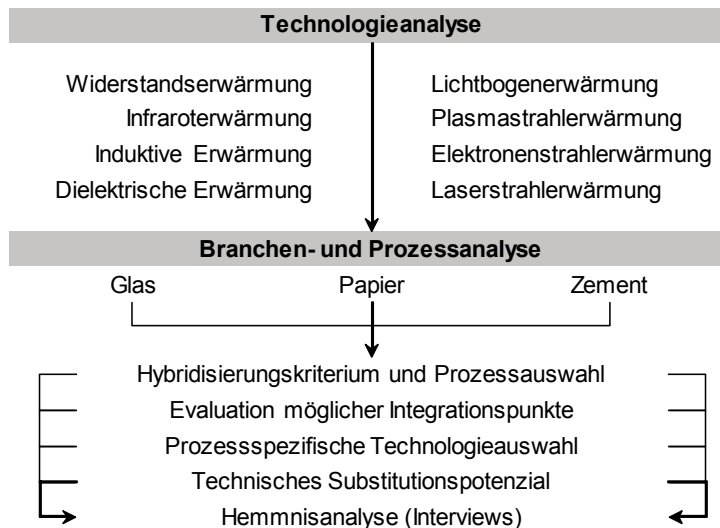 Technologieanalyse
Widerstandserwärmung
Infraroterwärmung
Induktive Erwärmung
Dielektrische Erwärmung
Lichtbogenerwärmung
Plasmastrahlerwärmung
Elektronenstrahlerwärmung
Laserstrahlerwärmung
Branchen- und Prozessanalyse
Glas Papier Zement
Hybridisierungskriterium und Prozessauswahl
Evaluation möglicher Integrationspunkte
Prozessspezifische Technologieauswahl
Technisches Substitutionspotenzial
Hemmnisanalyse (Interviews)